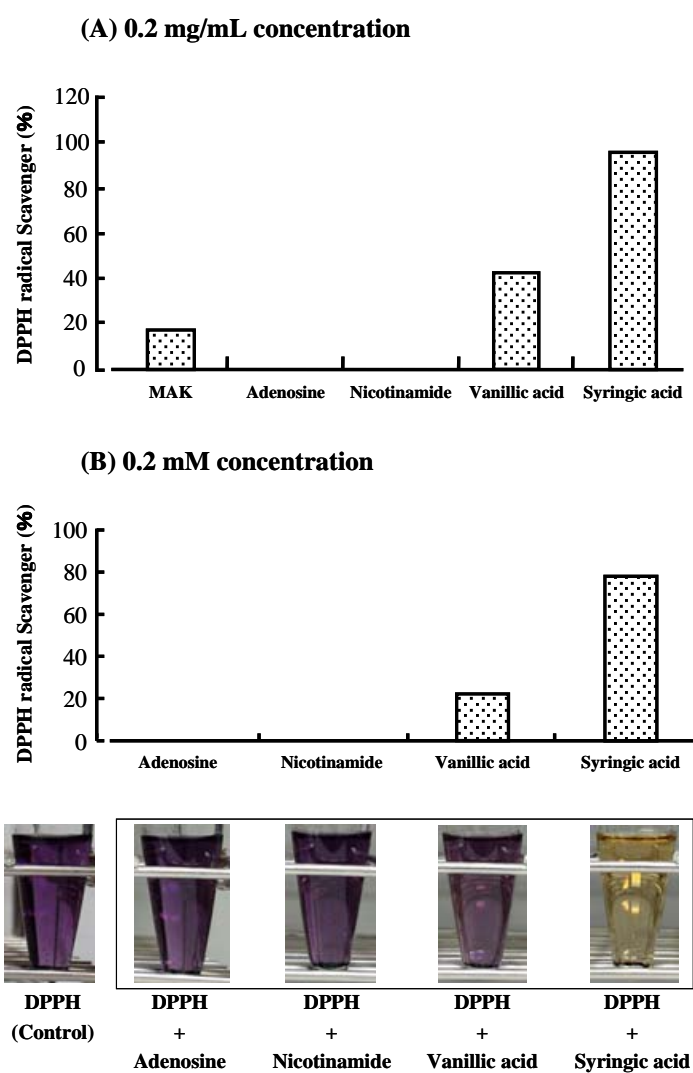 (A) 0.2 mg/mL concentration
DPPH radical Scavenger (%)
120
100
80
60
40
20
0
MAK Adenosine Nicotinamide Vanillic acid Syringic acid
(B) 0.2 mM concentration
DPPH radical Scavenger (%)
100
80
60
40
20
0
Adenosine Nicotinamide Vanillic acid Syringic acid
DPPH DPPH DPPH DPPH DPPH
(Control) + + + +
Adenosine Nicotinamide Vanillic acid Syringic acid